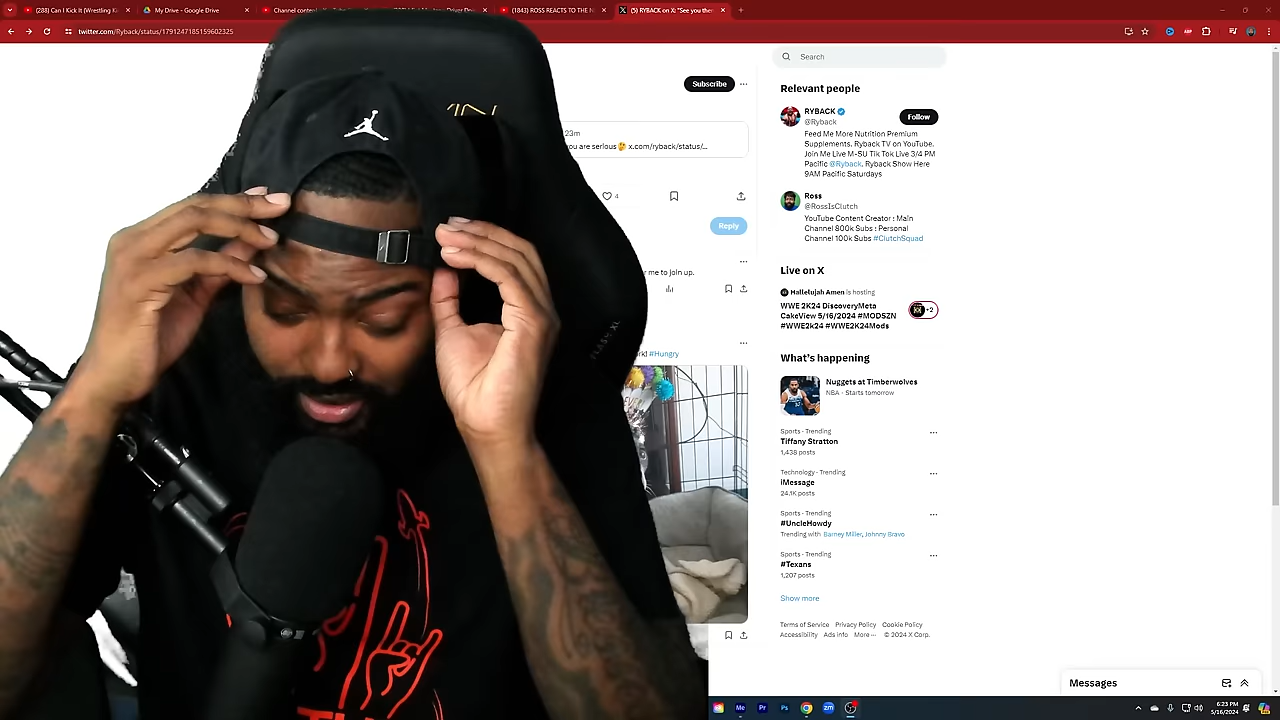 (288) Can I Kick It (Wrestling Ki
My Drive - Google Drive
Channel content
(1843) ROSS REACTS TO THE N
(5) RYBACK on X: "See you ther
twitter.com/Ryback/status/1791247185159602325
Search
Subscribe
23m
you are serious🤔 x.com/ryback/status/...
4
Reply
r me to join up.
#Hungry
Relevant people
RYBACK
@Ryback
Follow
Feed Me More Nutrition Premium
Supplements. Ryback TV on YouTube.
Join Me Live M-SU Tik Tok Live 3/4 PM
Pacific @Ryback. Ryback Show Here
9AM Pacific Saturdays
Ross
@RossIsClutch
YouTube Content Creator : Main
Channel 800k Subs : Personal
Channel 100k Subs #ClutchSquad
Live on X
Hallelujah Amen is hosting
WWE 2K24 DiscoveryMeta
CakeView 5/16/2024 #MODSZN
#WWE2k24 #WWE2K24Mods
+2
What's happening
Nuggets at Timberwolves
NBA · Starts tomorrow
Sports · Trending
Tiffany Stratton
1,438 posts
Technology · Trending
iMessage
24.1K posts
Sports · Trending
#UncleHowdy
Trending with Barney Miller, Johnny Bravo
Sports · Trending
#Texans
1,207 posts
Show more
Terms of Service Privacy Policy Cookie Policy
Accessibility Ads info More ··· © 2024 X Corp.
Messages
6:23 PM
5/16/2024